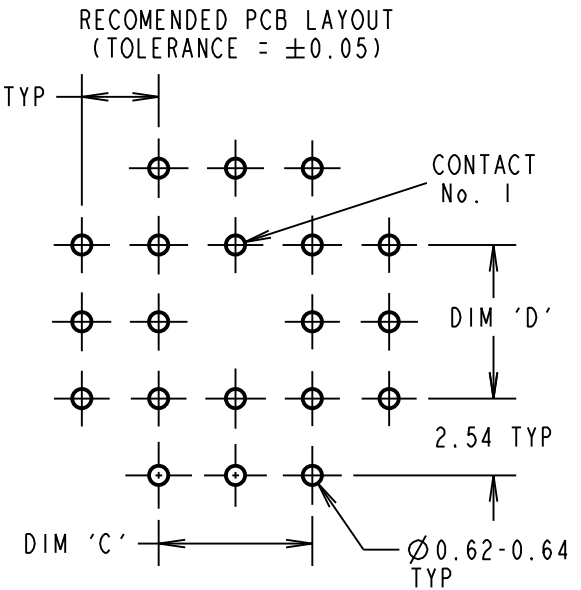 RECOMENDED PCB LAYOUT
(TOLERANCE = ±0.05)
TYP
CONTACT
No. 1
DIM 'D'
2.54 TYP
DIM 'C'
Ø0.62-0.64
TYP